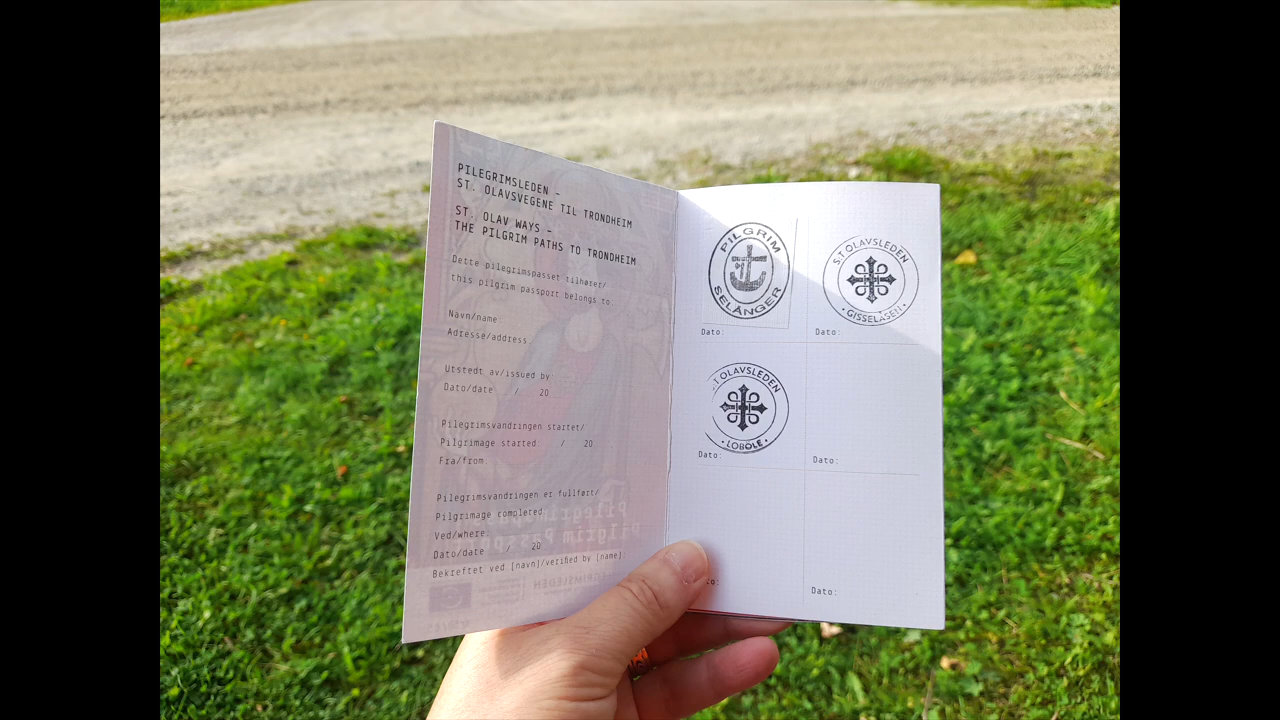 PILEGRIMSLEDEN –
ST. OLAVSVEGENE TIL TRONDHEIM
ST. OLAV WAYS –
THE PILGRIM PATHS TO TRONDHEIM
Dette pilegrimspasset tilhører/
this pilgrim passport belongs to:
Navn/name:
Adresse/address:
Utstedt av/issued by:
Dato/date / 20
Pilegrimsvandringen startet/
Pilgrimage started / 20
Fra/from:
Pilegrimsvandringen er fullført/
Pilgrimage completed
Ved/where:
Dato/date / 20
Bekreftet ved [navn]/verified by [name]:
PILGRIM
SELÅNGER
Dato:
S:T OLAVSLEDEN
GISSELÅSEN
Dato:
S:T OLAVSLEDEN
LOBÖLE
Dato:
Dato:
Dato: